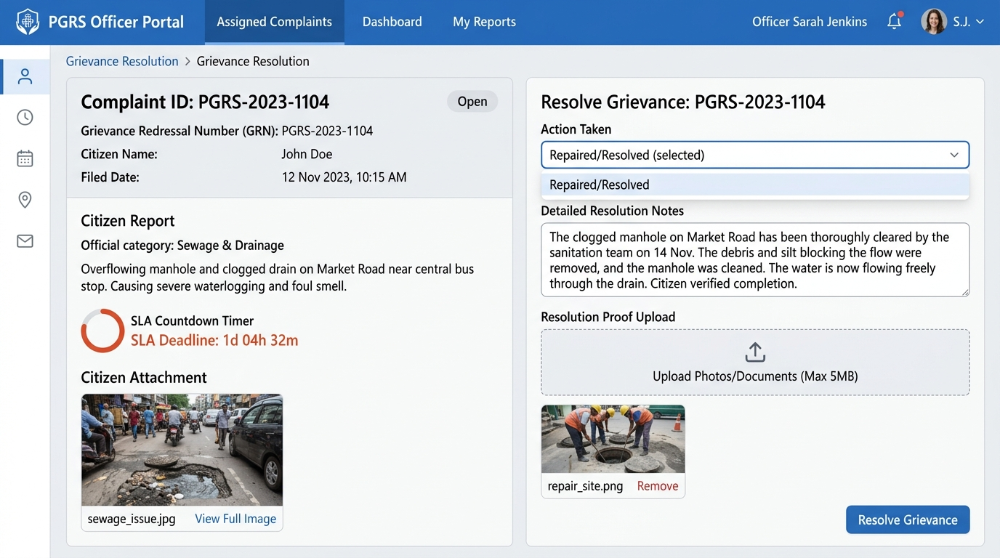 PGRS Officer Portal
Assigned Complaints
Dashboard
My Reports
Officer Sarah Jenkins
S.J.
Grievance Resolution > Grievance Resolution
Complaint ID: PGRS-2023-1104
Open
Grievance Redressal Number (GRN): PGRS-2023-1104
Citizen Name: John Doe
Filed Date: 12 Nov 2023, 10:15 AM
Citizen Report
Official category: Sewage & Drainage
Overflowing manhole and clogged drain on Market Road near central bus
stop. Causing severe waterlogging and foul smell.
SLA Countdown Timer
SLA Deadline: 1d 04h 32m
Citizen Attachment
sewage_issue.jpg
View Full Image
Resolve Grievance: PGRS-2023-1104
Action Taken
Repaired/Resolved (selected)
Repaired/Resolved
Detailed Resolution Notes
The clogged manhole on Market Road has been thoroughly cleared by the
sanitation team on 14 Nov. The debris and silt blocking the flow were
removed, and the manhole was cleaned. The water is now flowing freely
through the drain. Citizen verified completion.
Resolution Proof Upload
Upload Photos/Documents (Max 5MB)
repair_site.png
Remove
Resolve Grievance